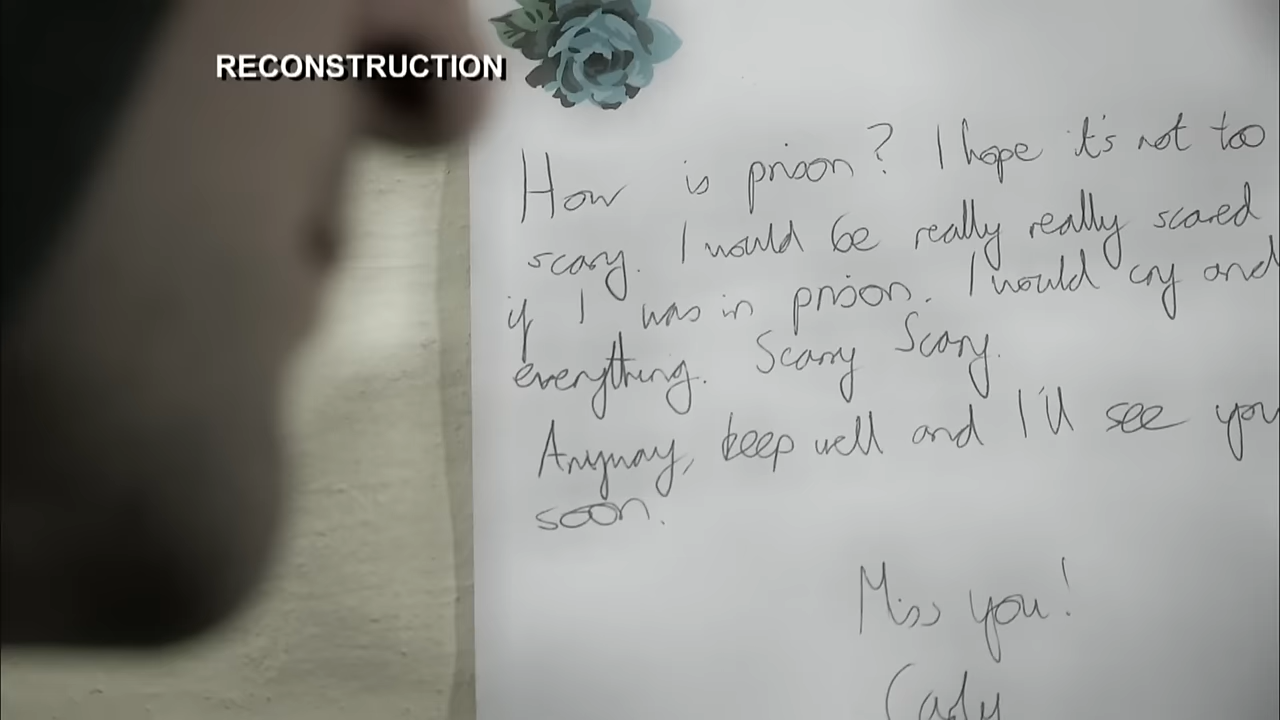 RECONSTRUCTION
How is prison? I hope it's not too
scary. I would be really really scared
if I was in prison. I would cry and
everything. Scary Scary.
Anyway, keep well and I'll see you
soon.
Miss you!
Cady